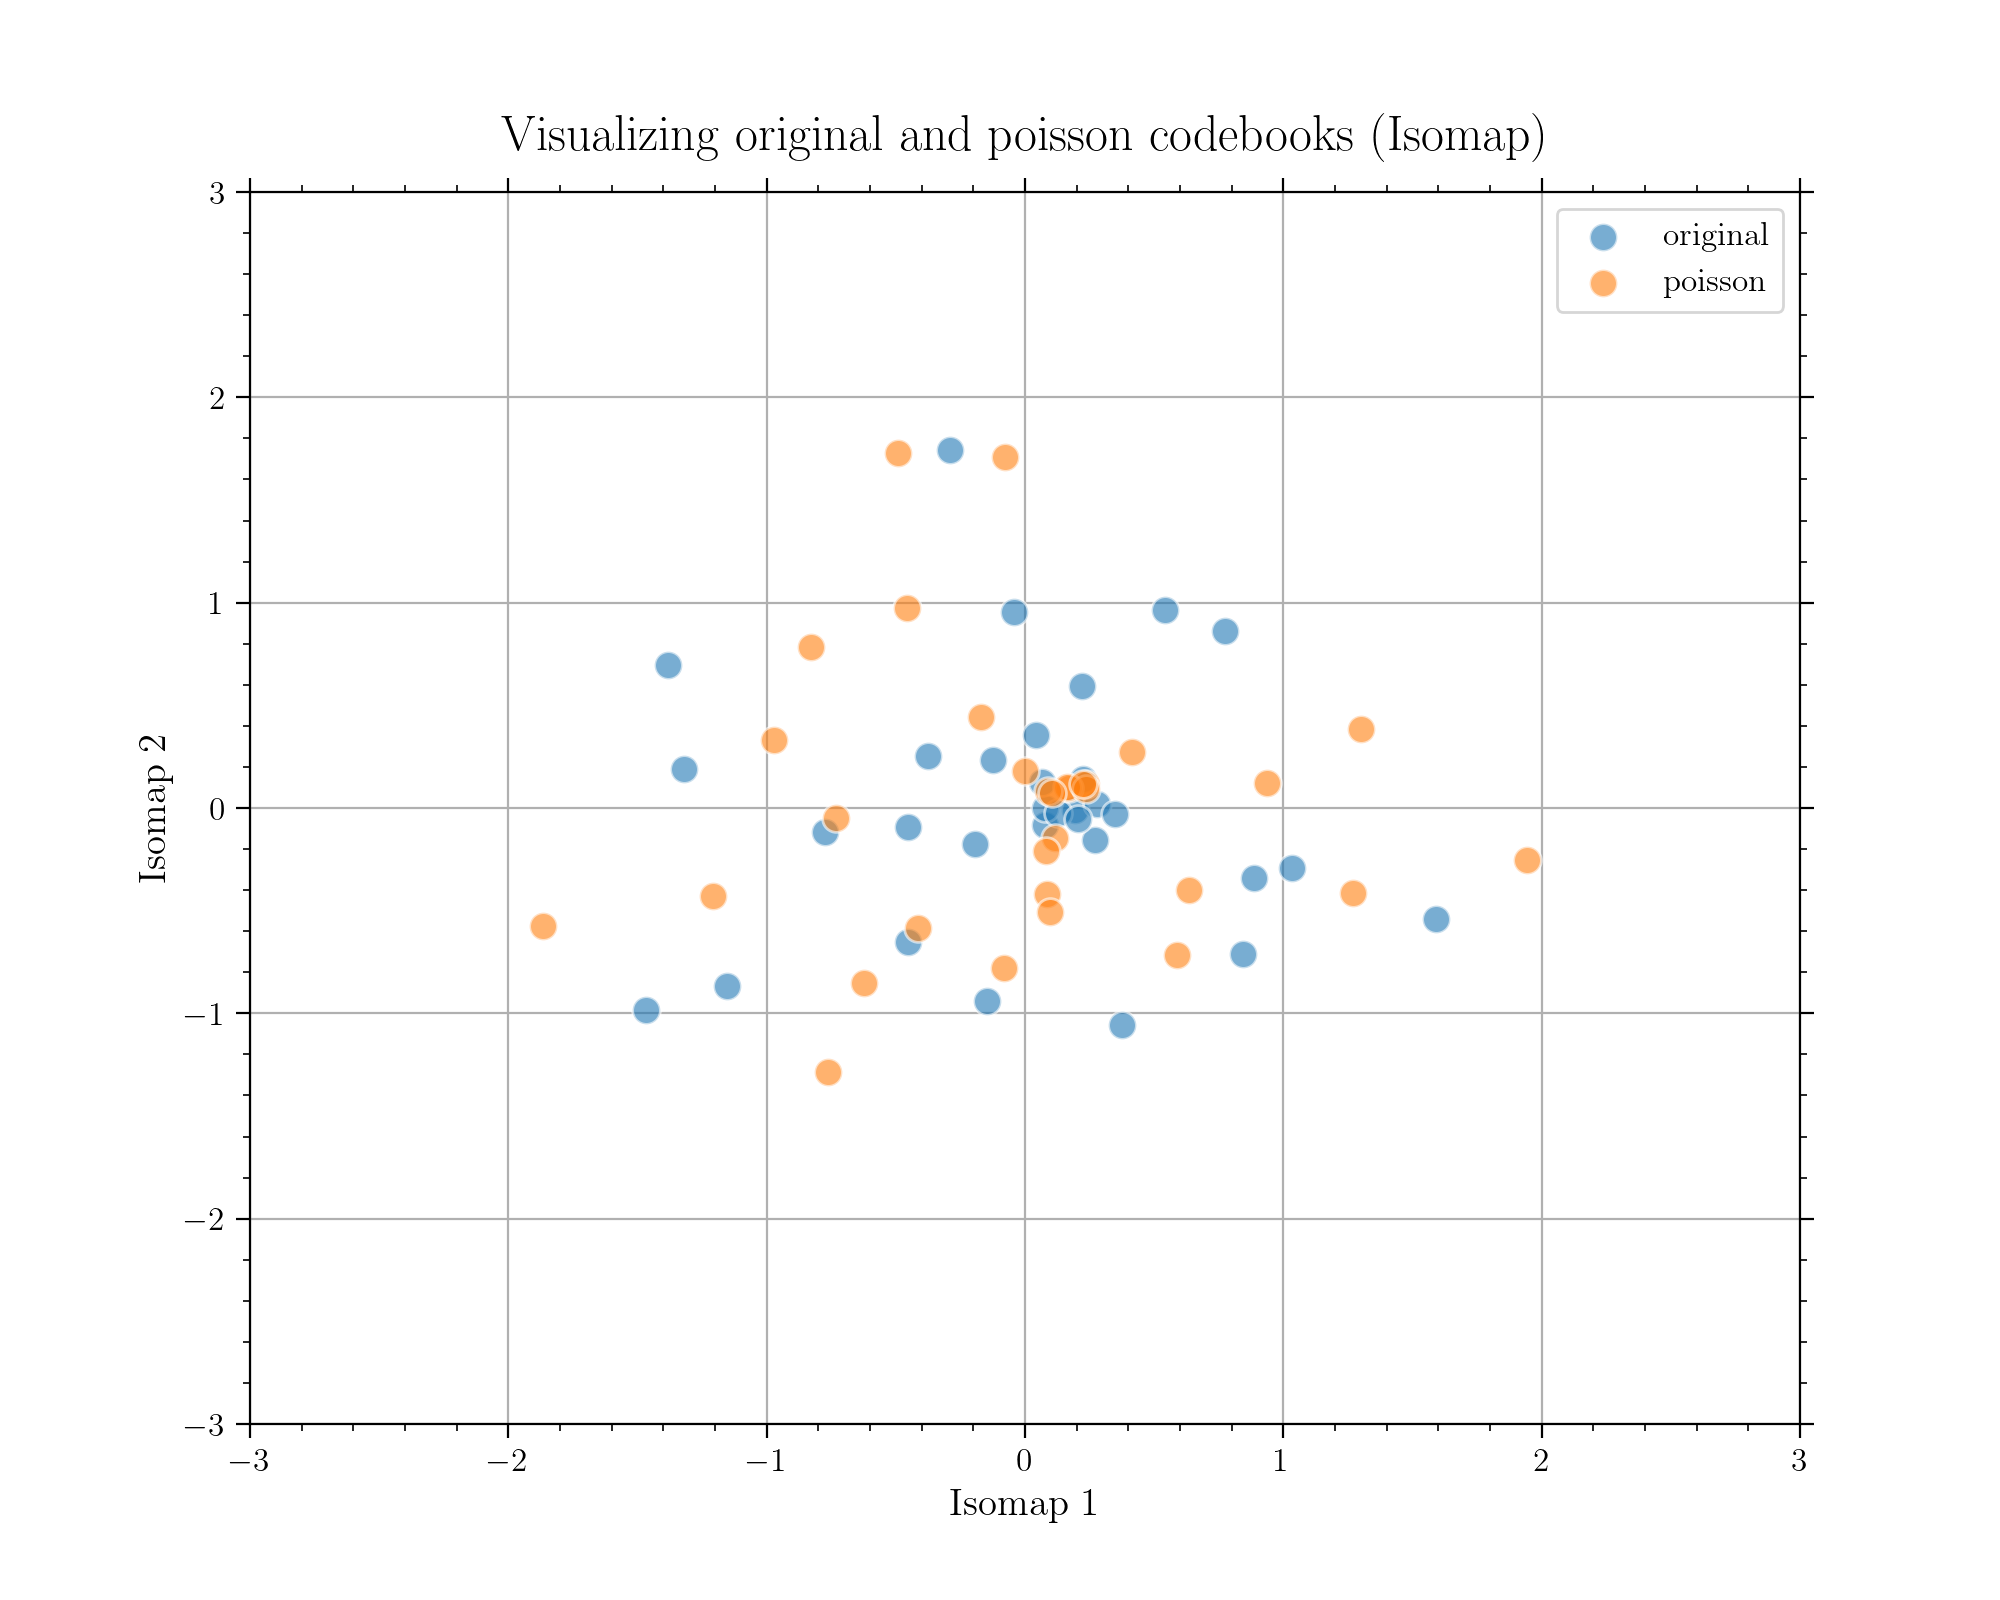 Visualizing original and poisson codebooks (Isomap)
original
poisson
3
2
1
0
−1
−2
−3
Isomap 2
−3
−2
−1
0
1
2
3
Isomap 1